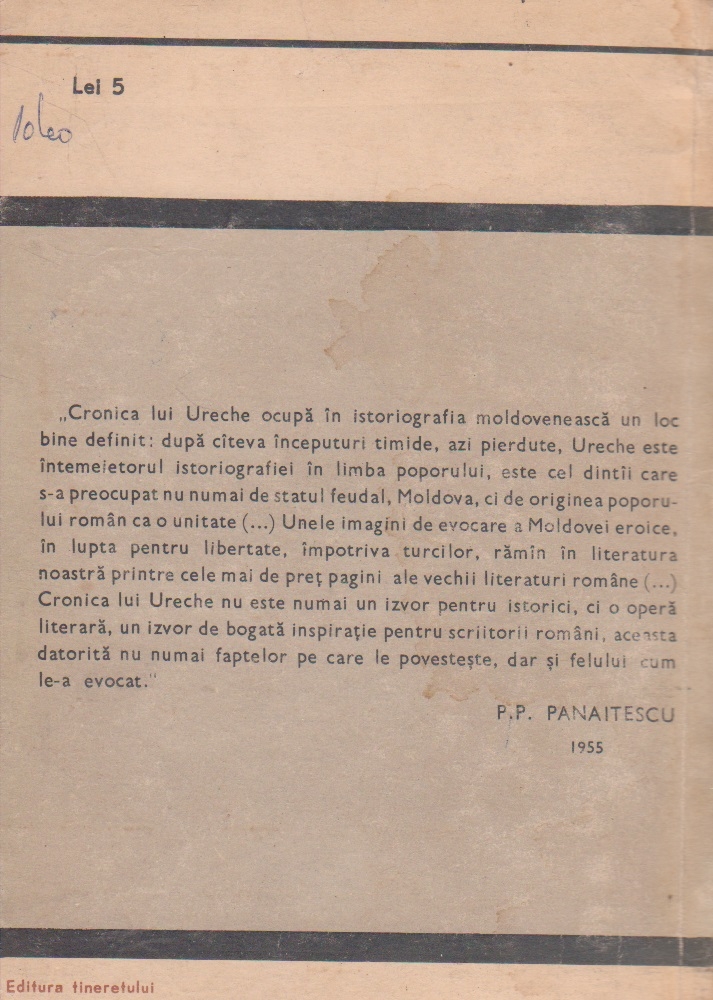 Lei 5
„Cronica lui Ureche ocupă în istoriografia moldovenească un loc
bine definit: după cîteva începuturi timide, azi pierdute, Ureche este
întemeietorul istoriografiei în limba poporului, este cel dintîi care
s-a preocupat nu numai de statul feudal, Moldova, ci de originea poporu-
lui român ca o unitate (...) Unele imagini de evocare a Moldovei eroice,
în lupta pentru libertate, împotriva turcilor, rămîn în literatura
noastră printre cele mai de preț pagini ale vechii literaturi române (...)
Cronica lui Ureche nu este numai un izvor pentru istorici, ci o operă
literară, un izvor de bogată inspirație pentru scriitorii români, aceasta
datorită nu numai faptelor pe care le povestește, dar și felului cum
le-a evocat."
P.P. PANAITESCU
1955
Editura tineretului